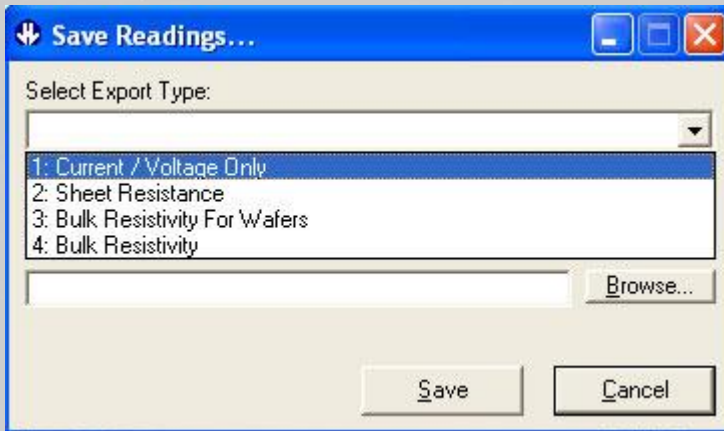 Save Readings...
Select Export Type:
1: Current / Voltage Only
2: Sheet Resistance
3: Bulk Resistivity For Wafers
4: Bulk Resistivity
Browse...
Save Cancel